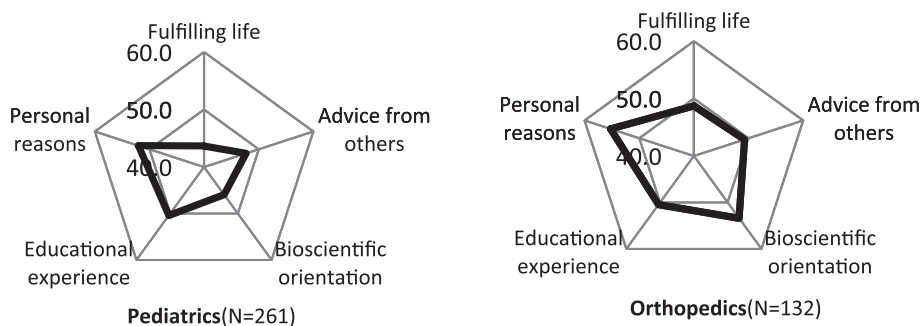 Fulfilling life
60.0
50.0
40.0
Personal
reasons
Advice from
others
Educational
experience
Bioscientific
orientation
Pediatrics(N=261)
Fulfilling life
60.0
50.0
40.0
Personal
reasons
Advice from
others
Educational
experience
Bioscientific
orientation
Orthopedics(N=132)